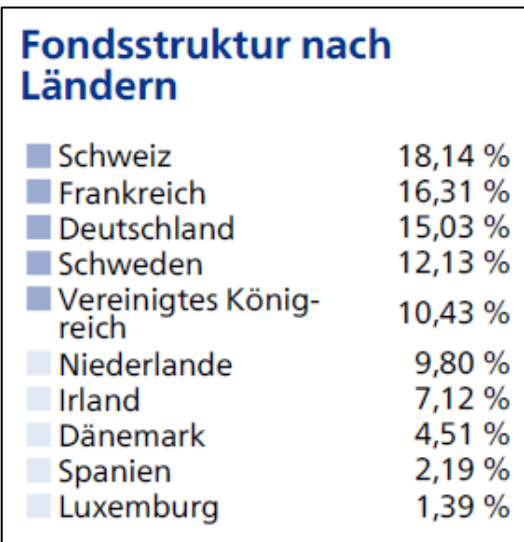 Fondsstruktur nach
Ländern
Schweiz 18,14 %
Frankreich 16,31 %
Deutschland 15,03 %
Schweden 12,13 %
Vereinigtes König-
reich 10,43 %
Niederlande 9,80 %
Irland 7,12 %
Dänemark 4,51 %
Spanien 2,19 %
Luxemburg 1,39 %